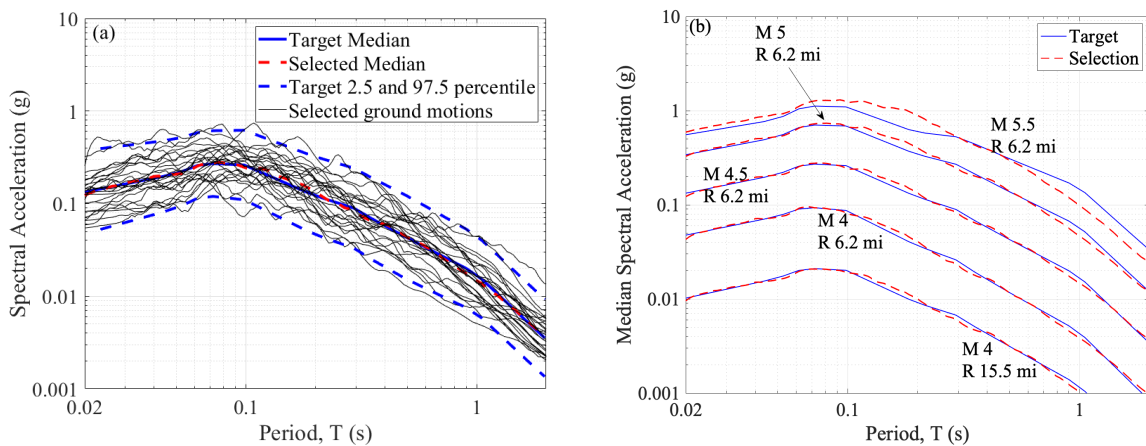 (a)
Target Median
Selected Median
Target 2.5 and 97.5 percentile
Selected ground motions
10
1
0.1
0.01
0.001
0.02
0.1
1
Spectral Acceleration (g)
Period, T (s)
(b)
Target
Selection
M 5
R 6.2 mi
M 5.5
R 6.2 mi
M 4.5
R 6.2 mi
M 4
R 6.2 mi
M 4
R 15.5 mi
10
1
0.1
0.01
0.001
0.02
0.1
1
Median Spectral Acceleration (g)
Period, T (s)